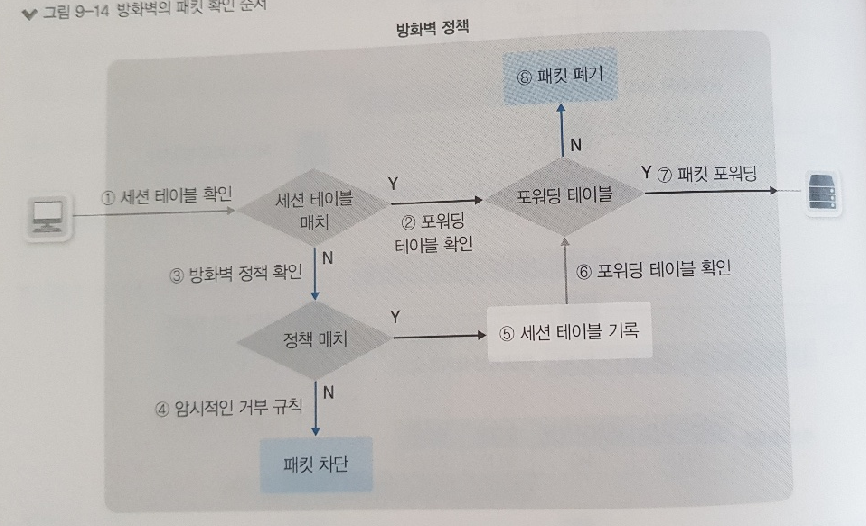 그림 9-14 방화벽의 패킷 확인 순서
방화벽 정책
⑧ 패킷 폐기
N
① 세션 테이블 확인
세션 테이블
매치
Y
② 포워딩
테이블 확인
포워딩 테이블
Y ⑦ 패킷 포워딩
N
③ 방화벽 정책 확인
⑥ 포워딩 테이블 확인
정책 매치
Y
⑤ 세션 테이블 기록
N
④ 암시적인 거부 규칙
패킷 차단